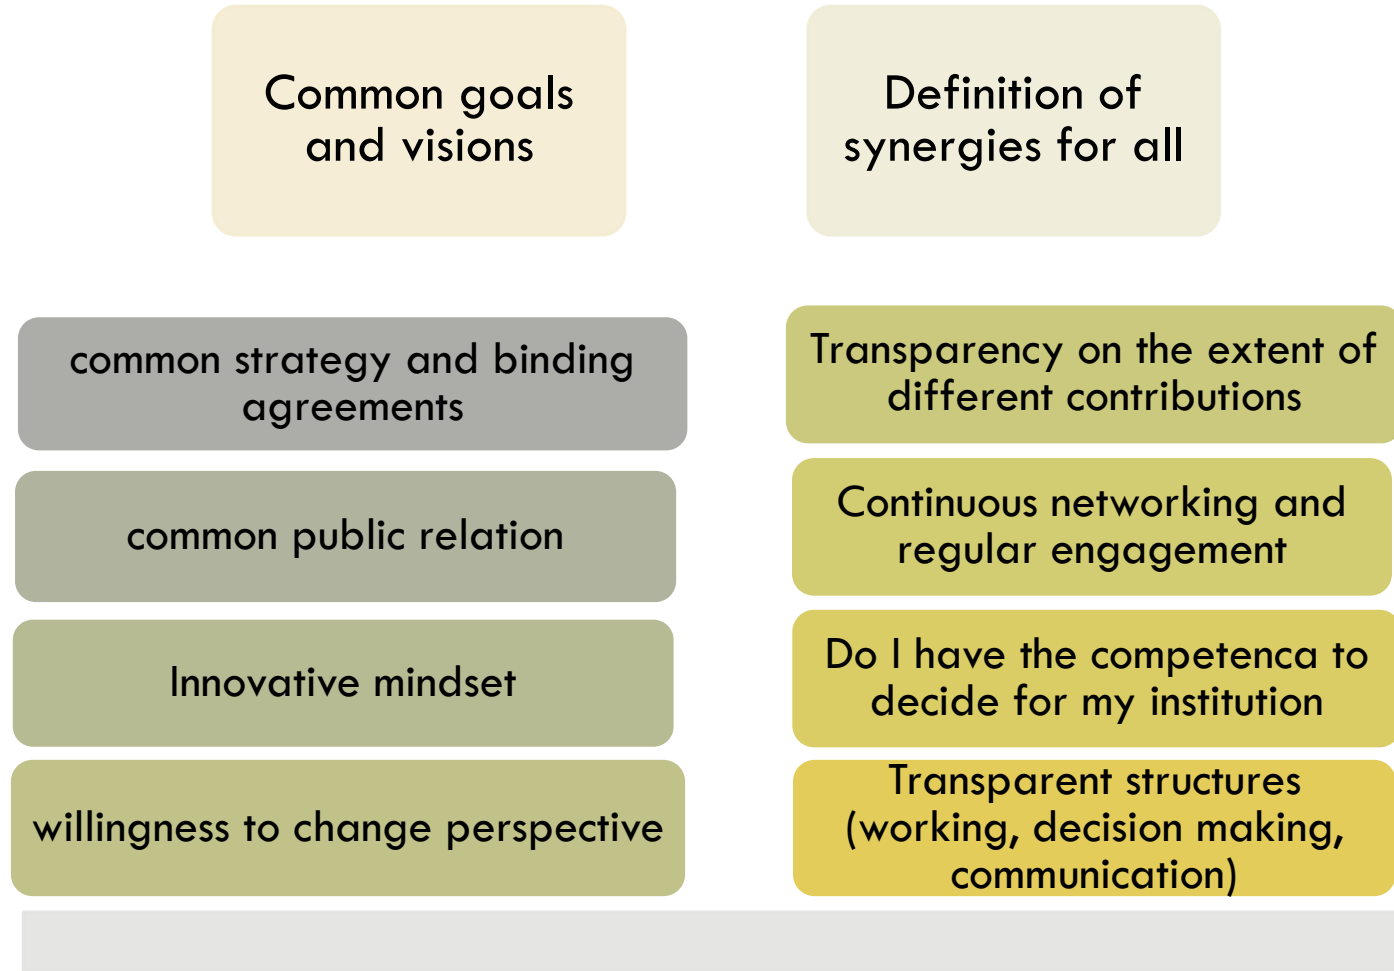 Common goals
and visions
Definition of
synergies for all
common strategy and binding
agreements
common public relation
Innovative mindset
willingness to change perspective
Transparency on the extent of
different contributions
Continuous networking and
regular engagement
Do I have the competenca to
decide for my institution
Transparent structures
(working, decision making,
communication)